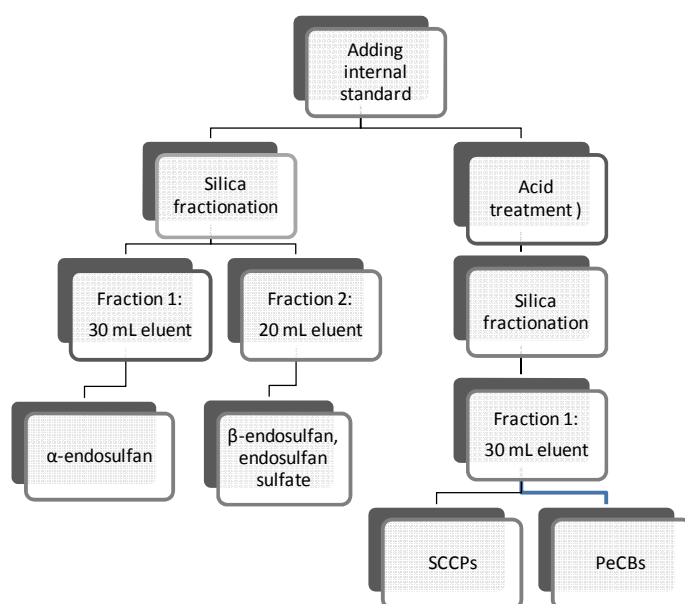 Adding
internal
standard
Silica
fractionation
Acid
treatment )
Fraction 1:
30 mL eluent
Fraction 2:
20 mL eluent
Silica
fractionation
α-endosulfan
β-endosulfan,
endosulfan
sulfate
Fraction 1:
30 mL eluent
SCCPs
PeCBs